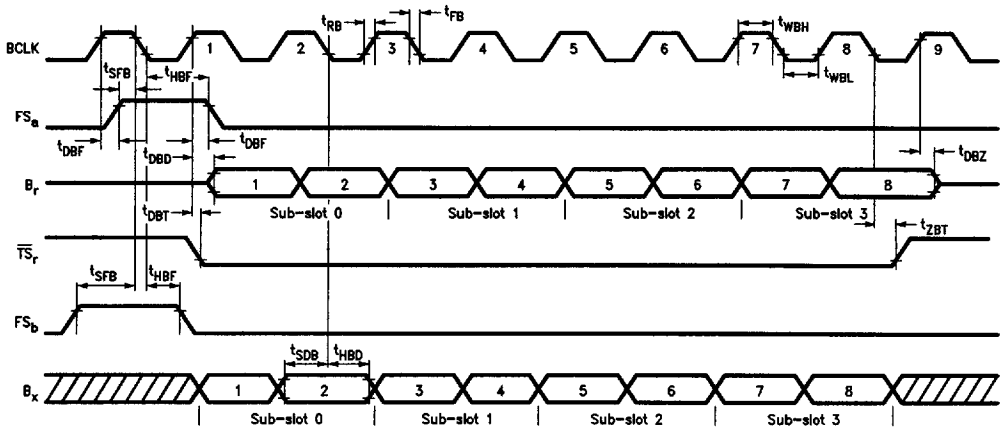 t_RB t_FB t_WBH
BCLK 1 2 3 4 5 6 7 8 9
t_SFB t_HBF t_WBL
FS_a
t_DBF t_DBD t_DBF t_DBZ
B_r 1 2 3 4 5 6 7 8
t_DBT Sub-slot 0 Sub-slot 1 Sub-slot 2 Sub-slot 3
t_ZBT
T̅S̅_r
t_SFB t_HBF
FS_b
t_SDB t_HBD
B_x 1 2 3 4 5 6 7 8
Sub-slot 0 Sub-slot 1 Sub-slot 2 Sub-slot 3